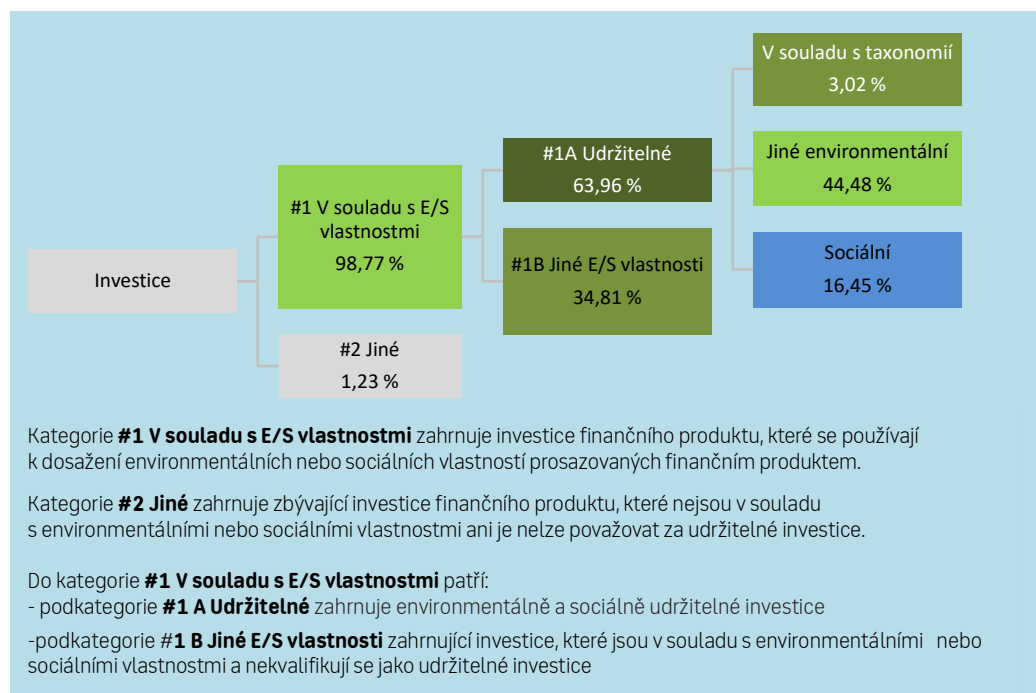 Investice
#1 V souladu s E/S
vlastnostmi
98,77 %
#2 Jiné
1,23 %
#1A Udržitelné
63,96 %
#1B Jiné E/S vlastnosti
34,81 %
V souladu s taxonomií
3,02 %
Jiné environmentální
44,48 %
Sociální
16,45 %
Kategorie #1 V souladu s E/S vlastnostmi zahrnuje investice finančního produktu, které se používají
k dosažení environmentálních nebo sociálních vlastností prosazovaných finančním produktem.
Kategorie #2 Jiné zahrnuje zbývající investice finančního produktu, které nejsou v souladu
s environmentálními nebo sociálními vlastnostmi ani je nelze považovat za udržitelné investice.
Do kategorie #1 V souladu s E/S vlastnostmi patří:
- podkategorie #1 A Udržitelné zahrnuje environmentálně a sociálně udržitelné investice
-podkategorie #1 B Jiné E/S vlastnosti zahrnující investice, které jsou v souladu s environmentálními nebo
sociálními vlastnostmi a nekvalifikují se jako udržitelné investice